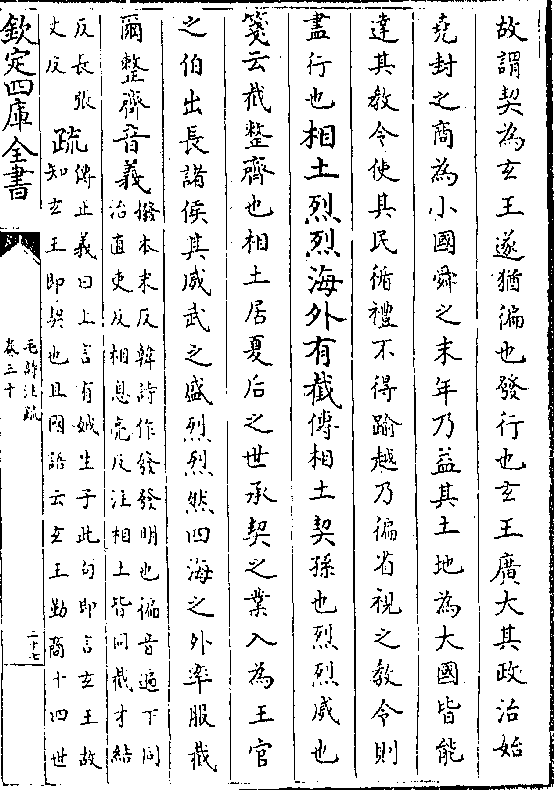 故謂契為玄王遂猶徧也發行也玄王廣大其政治始
堯封之商為小國舜之末年乃益其土地為大國皆能
達其教令使其民循禮不得踰越乃徧省視之教令則
盡行也相土烈烈海外有截傳相土契孫也烈烈威也
箋云截整齊也相土居夏后之世承契之業入為王官
之伯出長諸侯其威武之盛烈烈然四海之外率服截
爾整齊音義撥本末反韓詩作發發明也徧音遍下同
治直吏反相息亮反注相土皆同截才結
反長張
丈反
疏傳正義曰上言有娀生子此句即言玄王故
知玄王即契也且國語云玄王勤商十四世
欽定四庫全書
毛詩注疏
卷三十
二十七